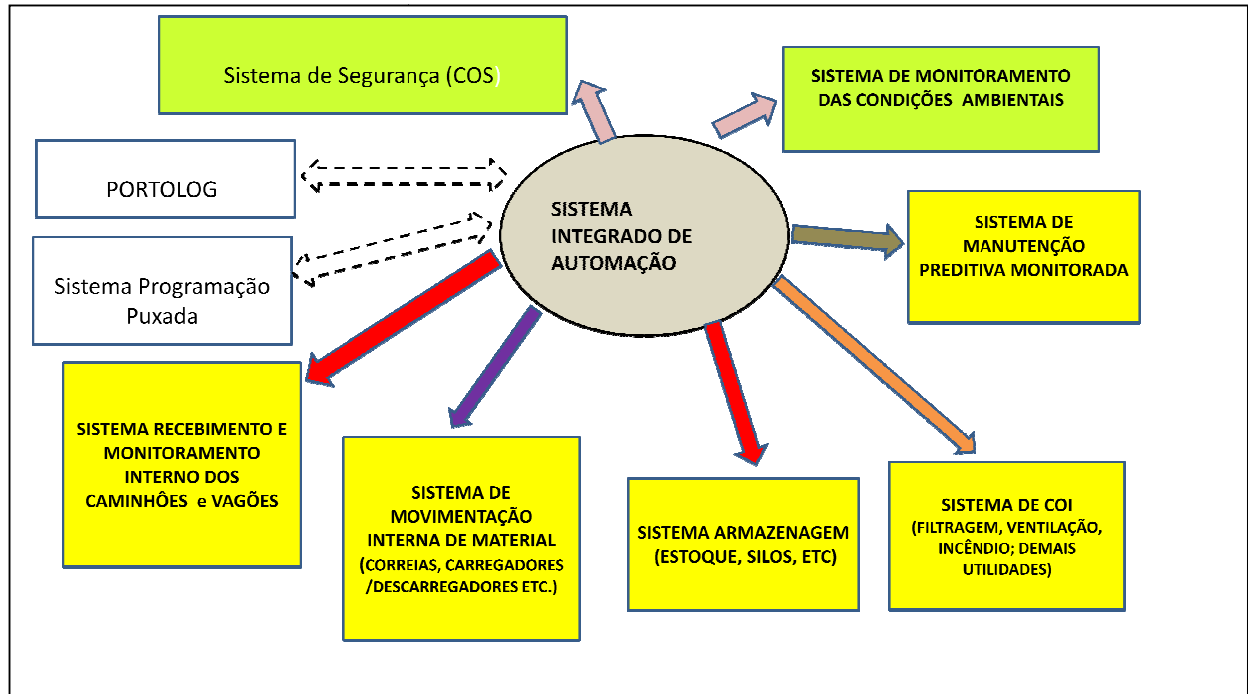 Sistema de Segurança (COS)
SISTEMA DE MONITORAMENTO
DAS CONDIÇÕES AMBIENTAIS
PORTOLOG
SISTEMA
INTEGRADO DE
AUTOMAÇÃO
SISTEMA DE
MANUTENÇÃO
PREDITIVA MONITORADA
Sistema Programação
Puxada
SISTEMA RECEBIMENTO E
MONITORAMENTO
INTERNO DOS
CAMINHÔES e VAGÕES
SISTEMA DE
MOVIMENTAÇÃO
INTERNA DE MATERIAL
(CORREIAS, CARREGADORES
/DESCARREGADORES ETC.)
SISTEMA ARMAZENAGEM
(ESTOQUE, SILOS, ETC)
SISTEMA DE COI
(FILTRAGEM, VENTILAÇÃO,
INCÊNDIO; DEMAIS
UTILIDADES)